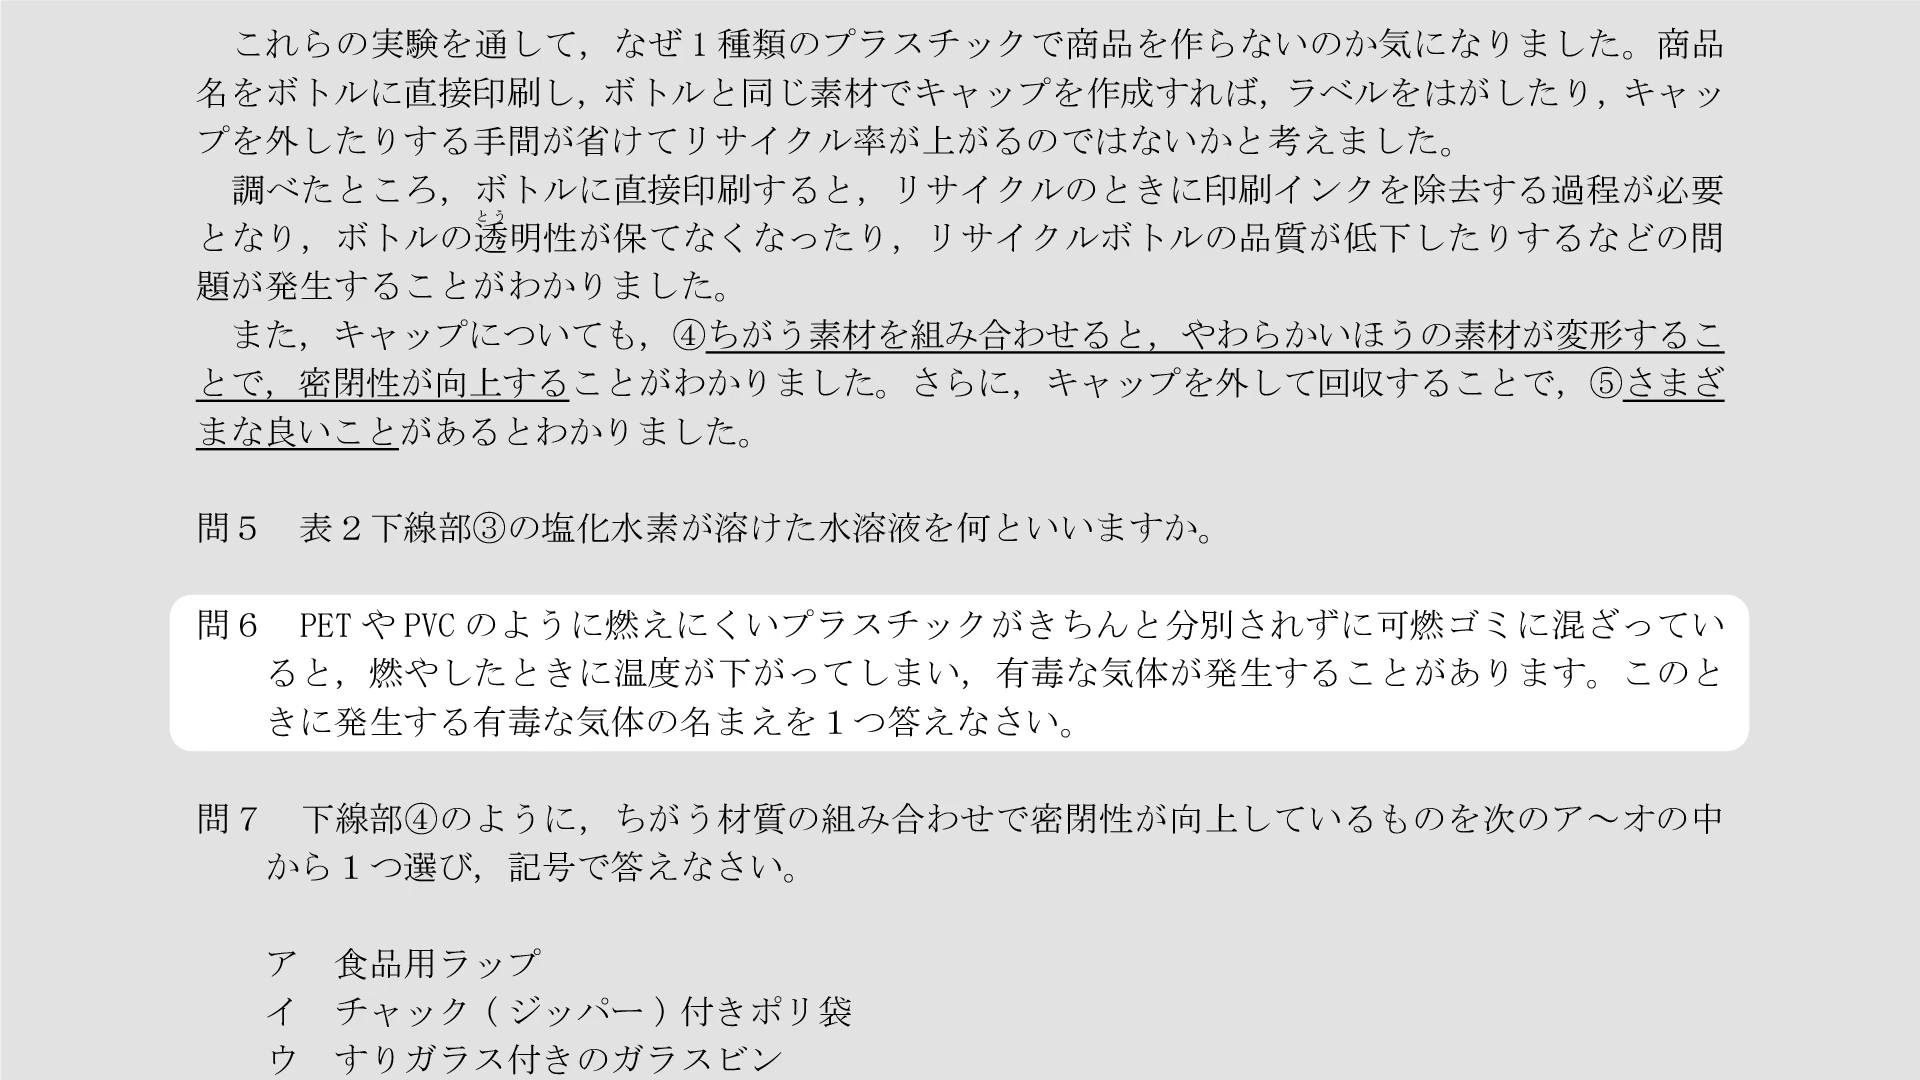 これらの実験を通して，なぜ１種類のプラスチックで商品を作らないのか気になりました。商品
名をボトルに直接印刷し，ボトルと同じ素材でキャップを作成すれば，ラベルをはがしたり，キャッ
プを外したりする手間が省けてリサイクル率が上がるのではないかと考えました。
調べたところ，ボトルに直接印刷すると，リサイクルのときに印刷インクを除去する過程が必要
とう
となり，ボトルの透明性が保てなくなったり，リサイクルボトルの品質が低下したりするなどの問
題が発生することがわかりました。
また，キャップについても，④ちがう素材を組み合わせると，やわらかいほうの素材が変形するこ
とで，密閉性が向上することがわかりました。さらに，キャップを外して回収することで，⑤さまざ
まな良いことがあるとわかりました。
問５　表２下線部③の塩化水素が溶けた水溶液を何といいますか。
問６　PETやPVCのように燃えにくいプラスチックがきちんと分別されずに可燃ゴミに混ざってい
ると，燃やしたときに温度が下がってしまい，有毒な気体が発生することがあります。このと
きに発生する有毒な気体の名まえを１つ答えなさい。
問７　下線部④のように，ちがう材質の組み合わせで密閉性が向上しているものを次のア～オの中
から１つ選び，記号で答えなさい。
ア　食品用ラップ
イ　チャック（ジッパー）付きポリ袋
ウ　すりガラス付きのガラスビン